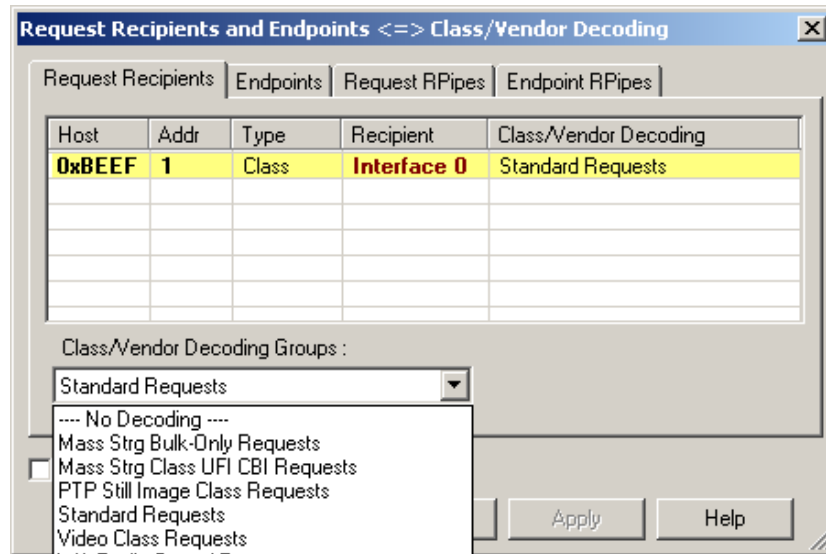 Request Recipients and Endpoints <=> Class/Vendor Decoding
Request Recipients Endpoints Request RPipes Endpoint RPipes
Host Addr Type Recipient Class/Vendor Decoding
0xBEEF 1 Class Interface 0 Standard Requests
Class/Vendor Decoding Groups :
Standard Requests
---- No Decoding ----
Mass Strg Bulk-Only Requests
Mass Strg Class UFI CBI Requests
PTP Still Image Class Requests
Standard Requests
Video Class Requests
Apply Help